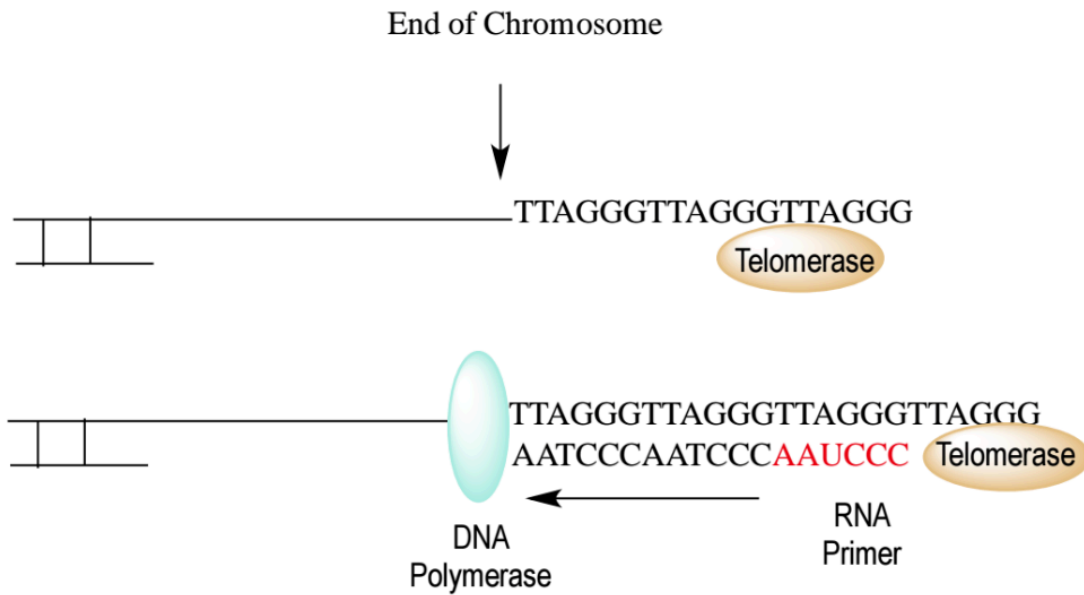 End of Chromosome
TTAGGGTTAGGGTTAGGG
Telomerase
TTAGGGTTAGGGTTAGGGTTAGGG
AATCCCAATCCCAAUCCC
Telomerase
DNA
Polymerase
RNA
Primer